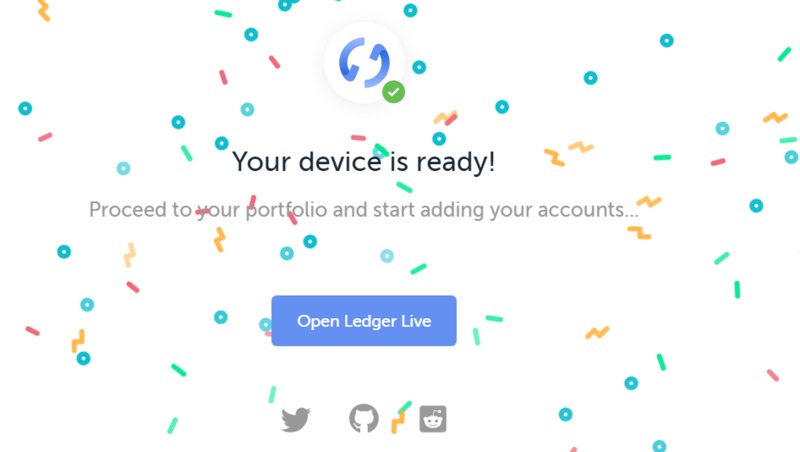 Your device is ready!
Proceed to your portfolio and start adding your accounts...
Open Ledger Live